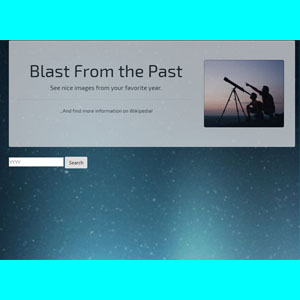 Blast From the Past
See nice images from your favorite year.
...And find more information on Wikipedia!
YYYY
Search